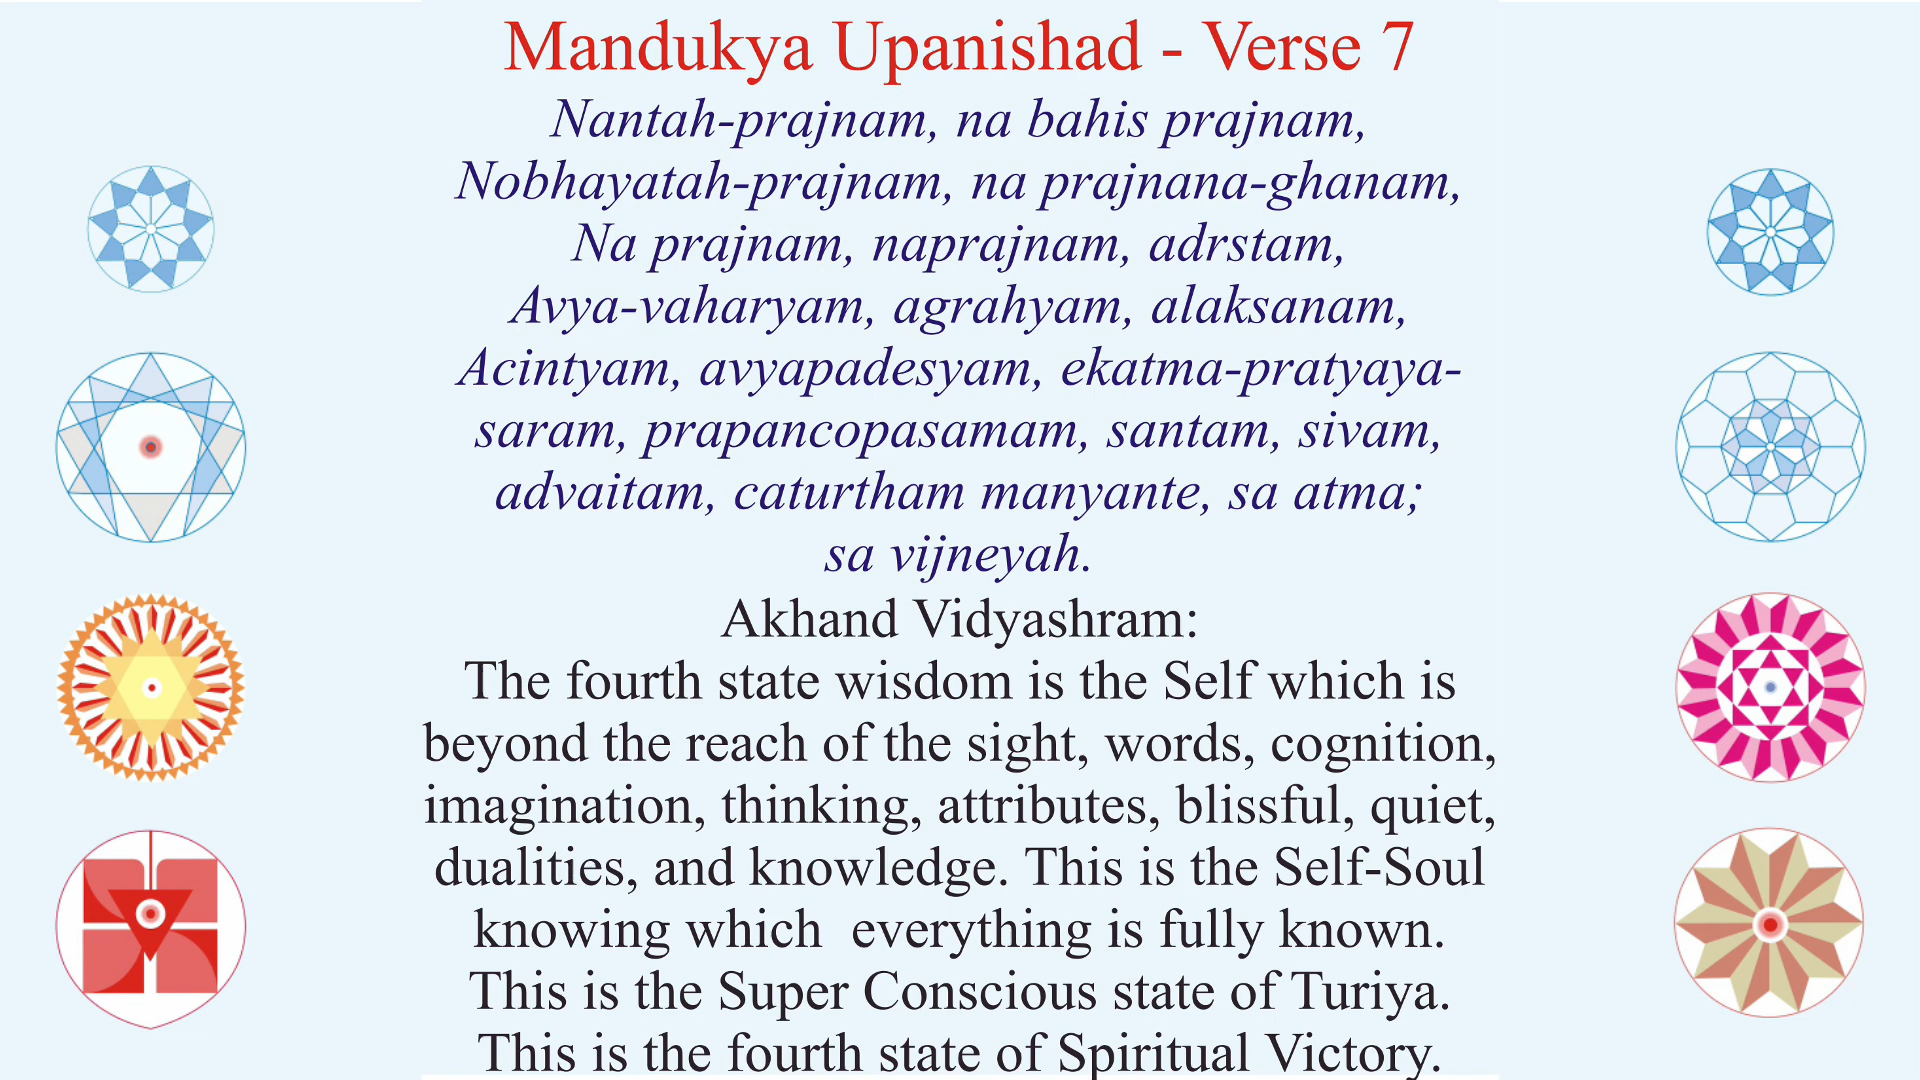 Mandukya Upanishad - Verse 7
Nantah-prajnam, na bahis prajnam,
Nobhayatah-prajnam, na prajnana-ghanam,
Na prajnam, naprajnam, adrstam,
Avya-vaharyam, agrahyam, alaksanam,
Acintyam, avyapadesyam, ekatma-pratyaya-
saram, prapancopasamam, santam, sivam,
advaitam, caturtham manyante, sa atma;
sa vijneyah.
Akhand Vidyashram:
The fourth state wisdom is the Self which is
beyond the reach of the sight, words, cognition,
imagination, thinking, attributes, blissful, quiet,
dualities, and knowledge. This is the Self-Soul
knowing which  everything is fully known.
This is the Super Conscious state of Turiya.
This is the fourth state of Spiritual Victory.